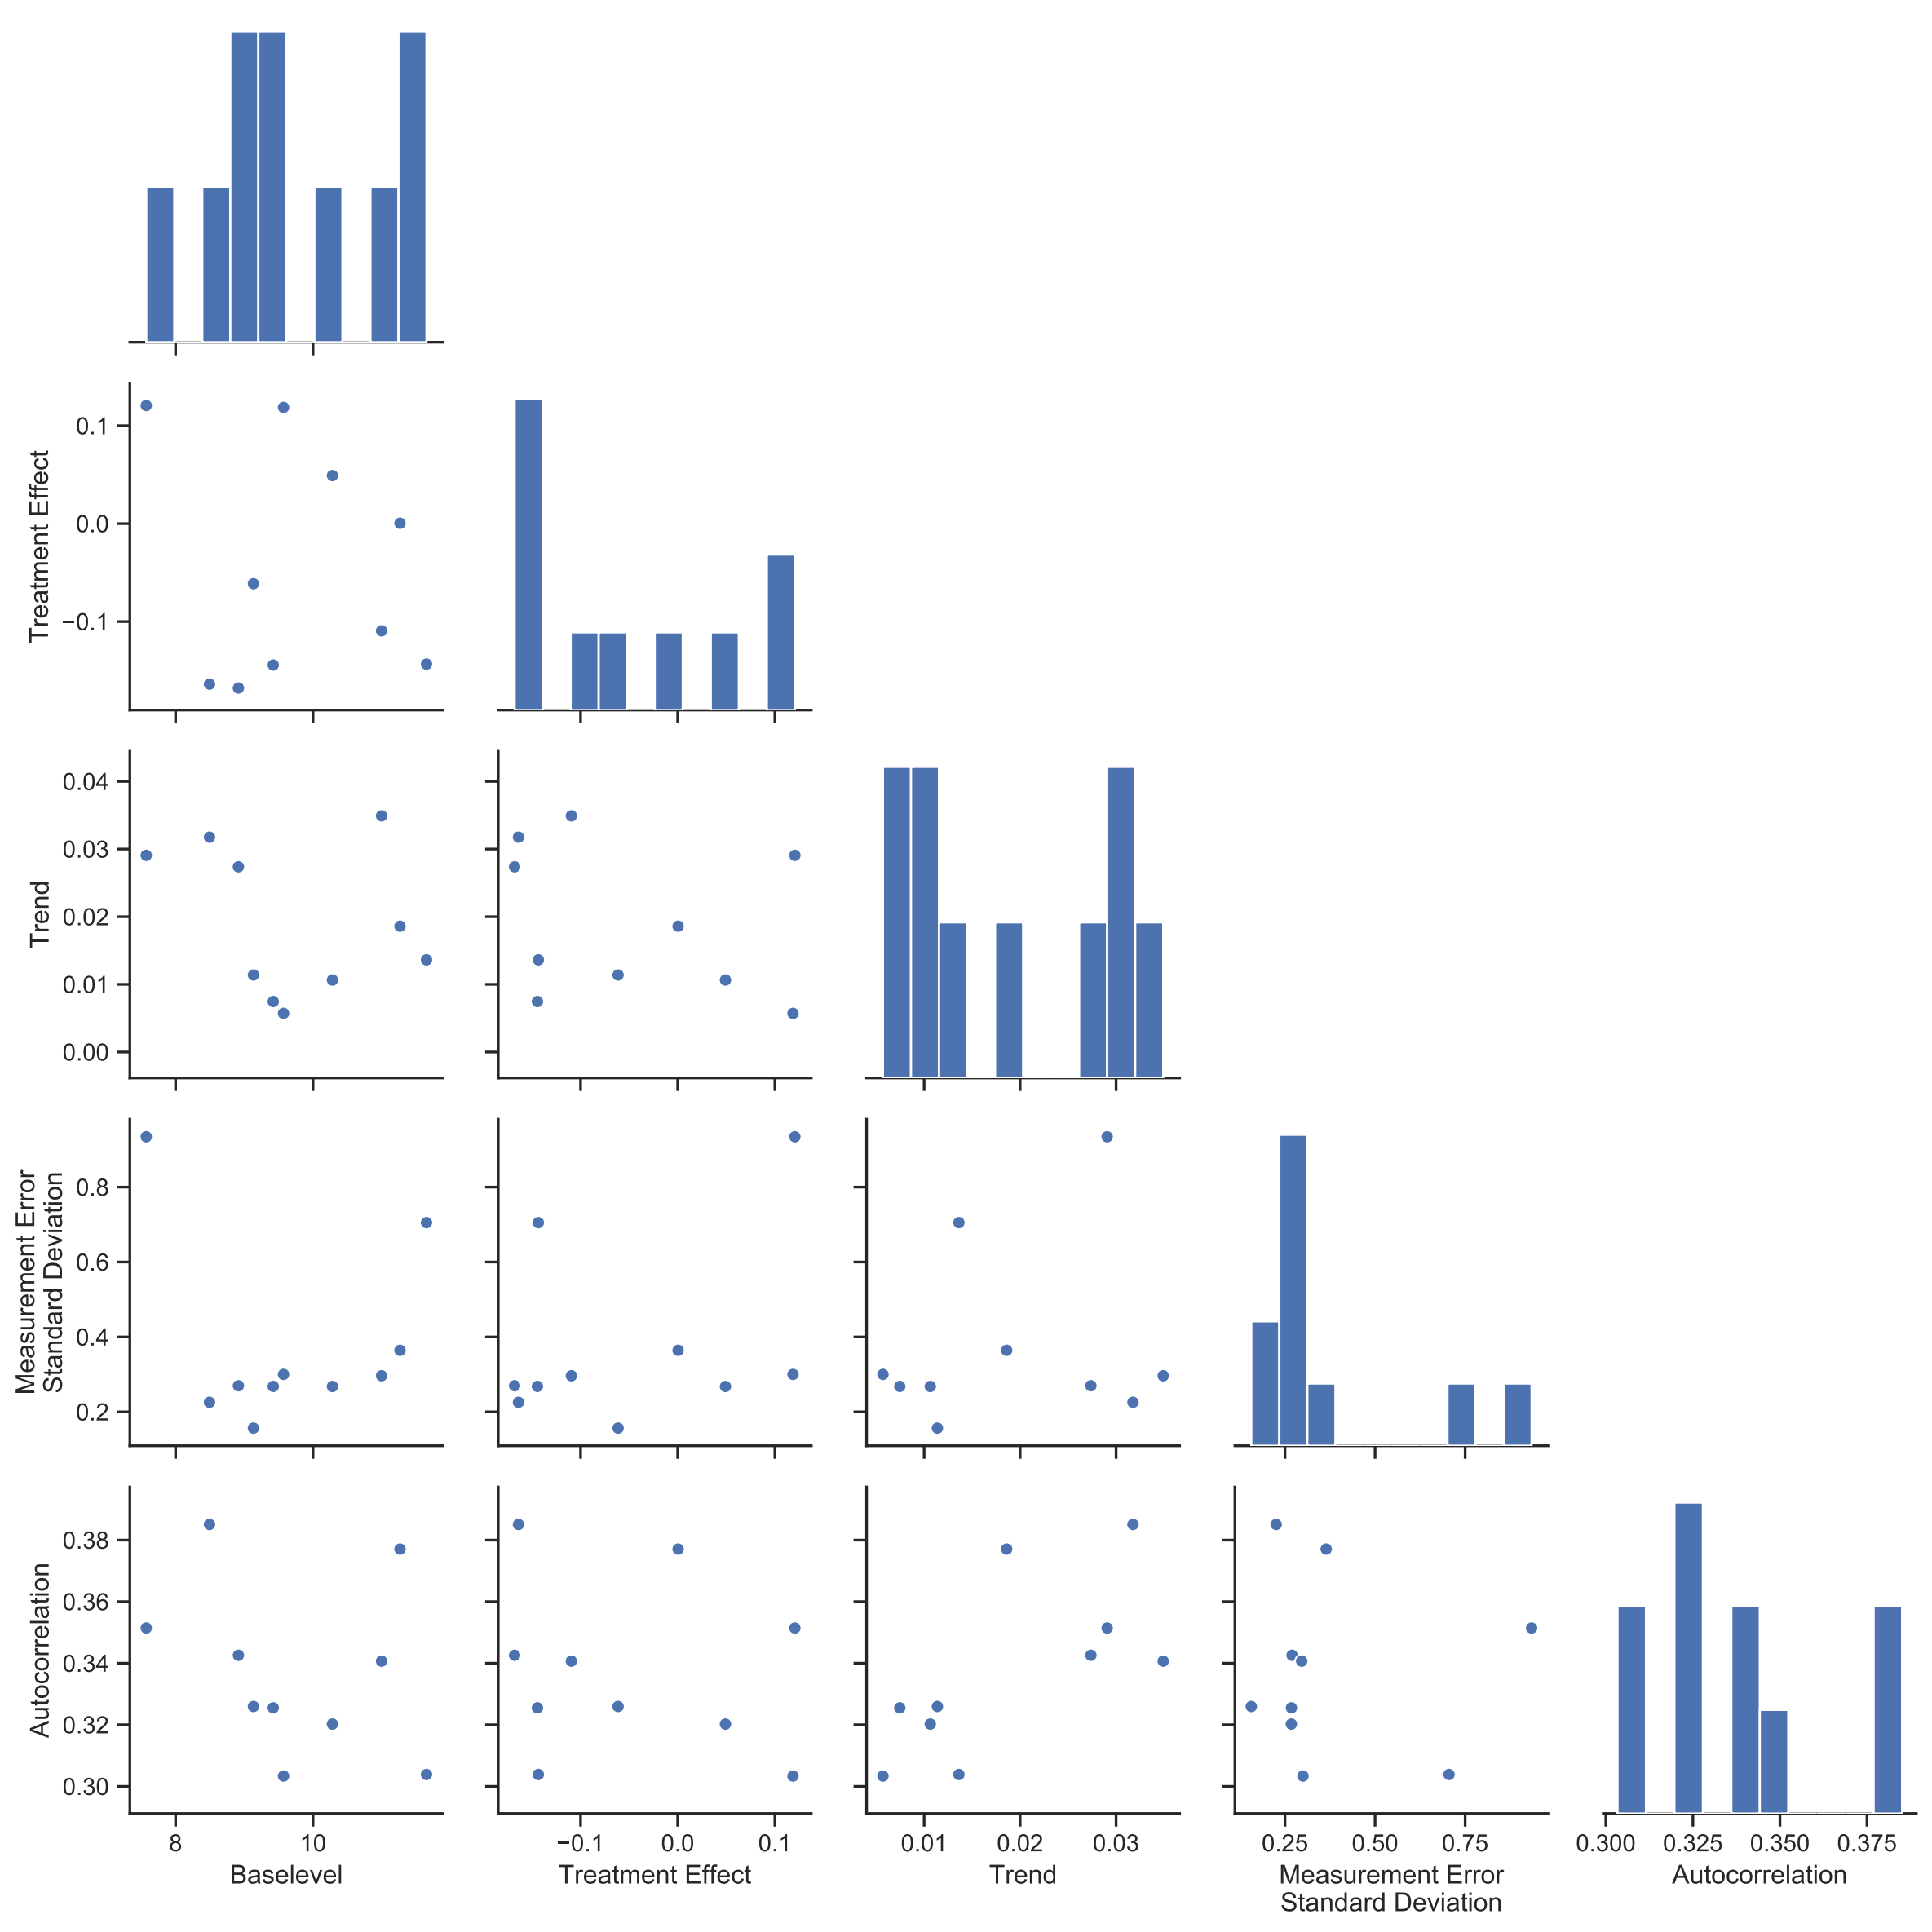 0.1
0.0
−0.1
Treatment Effect
0.04
0.03
0.02
0.01
0.00
Trend
0.8
0.6
0.4
0.2
Measurement Error
Standard Deviation
0.38
0.36
0.34
0.32
0.30
Autocorrelation
8 10
Baselevel
−0.1 0.0 0.1
Treatment Effect
0.01 0.02 0.03
Trend
0.25 0.50 0.75
Measurement Error
Standard Deviation
0.300 0.325 0.350 0.375
Autocorrelation